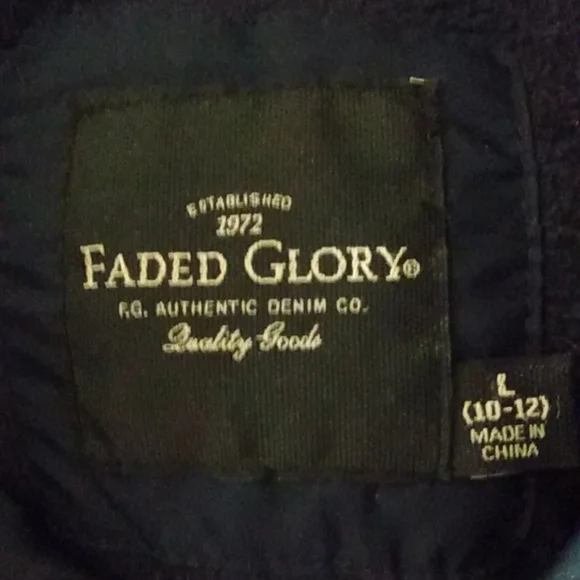 ESTABLISHED
1972
FADED GLORY®
F.G. AUTHENTIC DENIM CO.
Quality Goods
L
(10-12)
MADE IN
CHINA